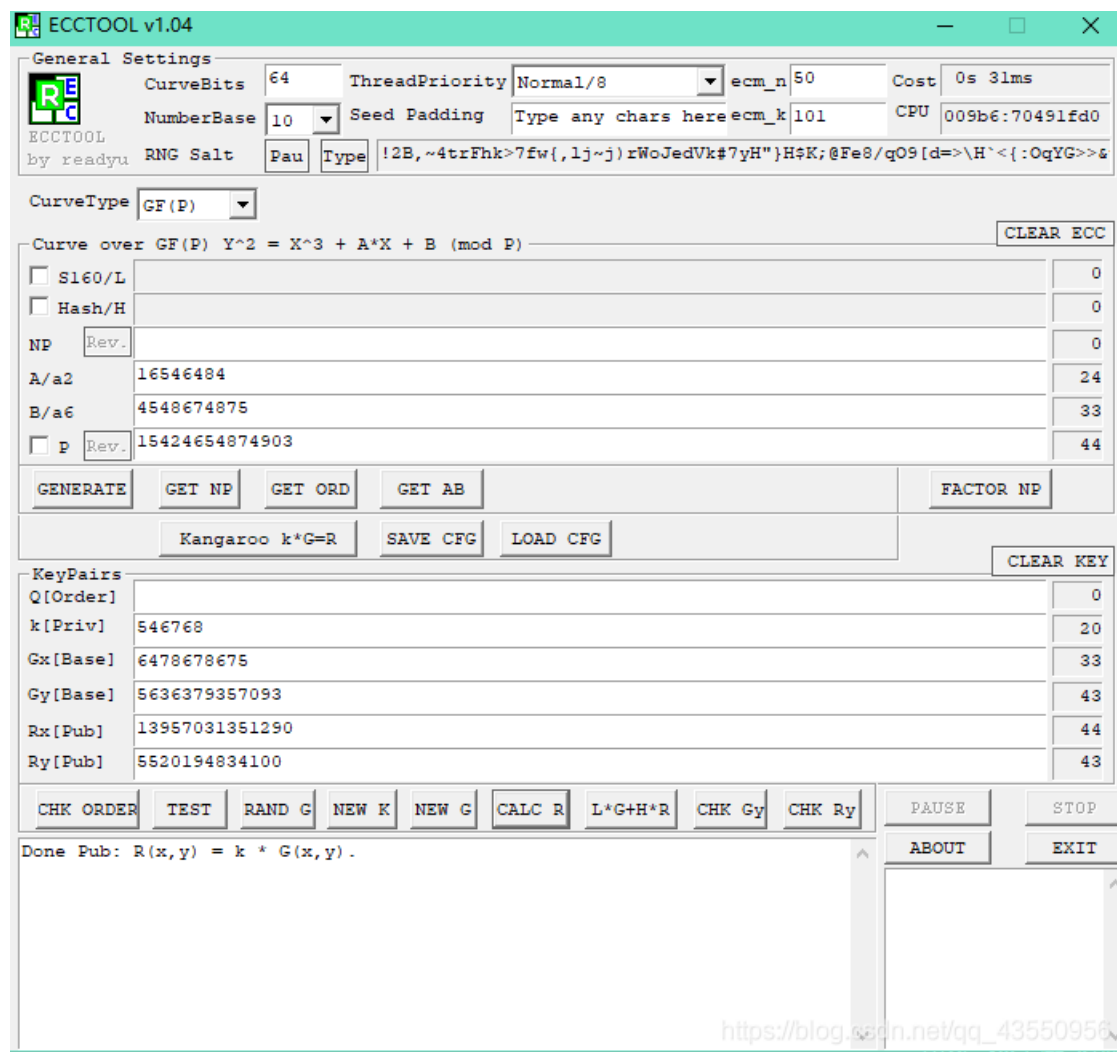 ECCTOOL v1.04
General Settings
CurveBits 64 ThreadPriority Normal/8 ecm_n 50 Cost 0s 31ms
NumberBase 10 Seed Padding Type any chars here ecm_k 101 CPU 009b6:70491fd0
ECCTOOL
by readyu RNG Salt Pau Type !2B,~4trFhk>7fw{,1j~j)rWoJedVk#7yH"}H$K;@Fe8/qO9[d=>\H`<{:OqYG>>&
CurveType GF(P)
CLEAR ECC
Curve over GF(P) Y^2 = X^3 + A*X + B (mod P)
S160/L 0
Hash/H 0
NP Rev. 0
A/a2 16546484 24
B/a6 4548674875 33
P Rev. 15424654874903 44
GENERATE GET NP GET ORD GET AB FACTOR NP
Kangaroo k*G=R SAVE CFG LOAD CFG
CLEAR KEY
KeyPairs
Q[Order] 0
k[Priv] 546768 20
Gx[Base] 6478678675 33
Gy[Base] 5636379357093 43
Rx[Pub] 13957031351290 44
Ry[Pub] 5520194834100 43
CHK ORDER TEST RAND G NEW K NEW G CALC R L*G+H*R CHK Gy CHK Ry PAUSE STOP
Done Pub: R(x,y) = k * G(x,y). ABOUT EXIT
https://blog.csdn.net/qq_43550956